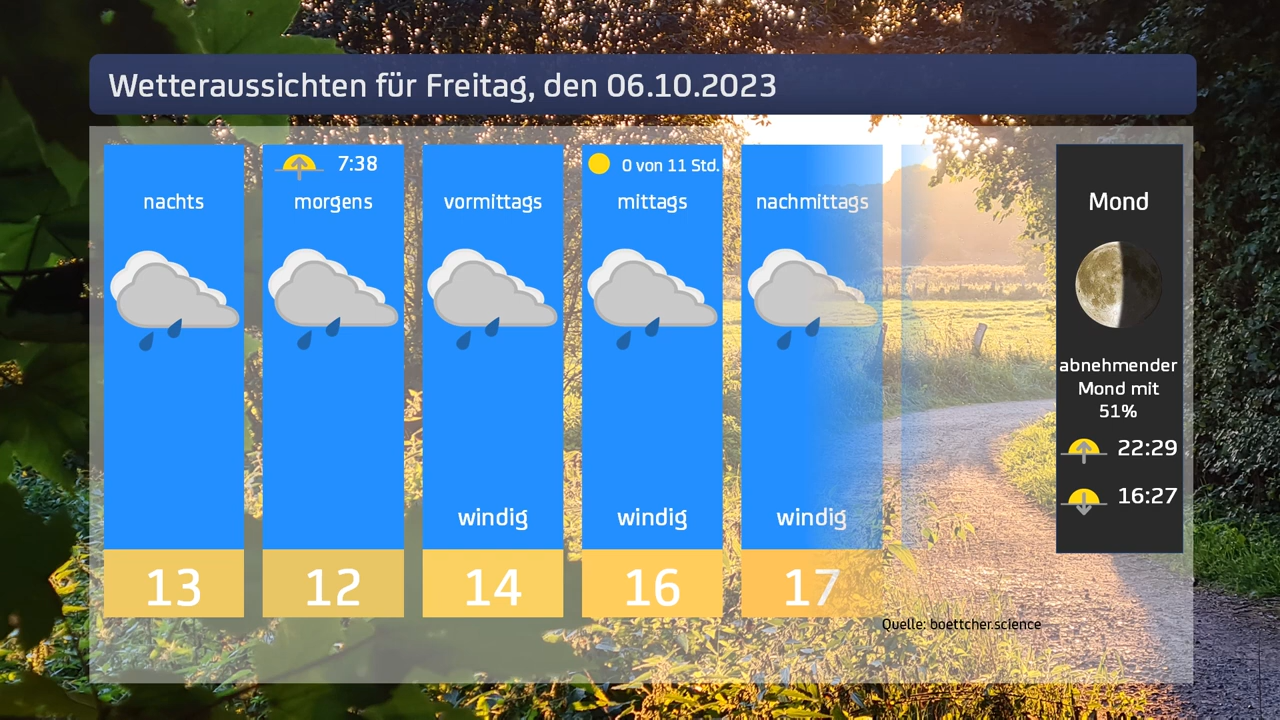 Wetteraussichten für Freitag, den 06.10.2023
nachts
13
7:38
morgens
12
vormittags
windig
14
0 von 11 Std.
mittags
windig
16
nachmittags
windig
17
Mond
abnehmender
Mond mit
51%
22:29
16:27
Quelle: boettcher.science